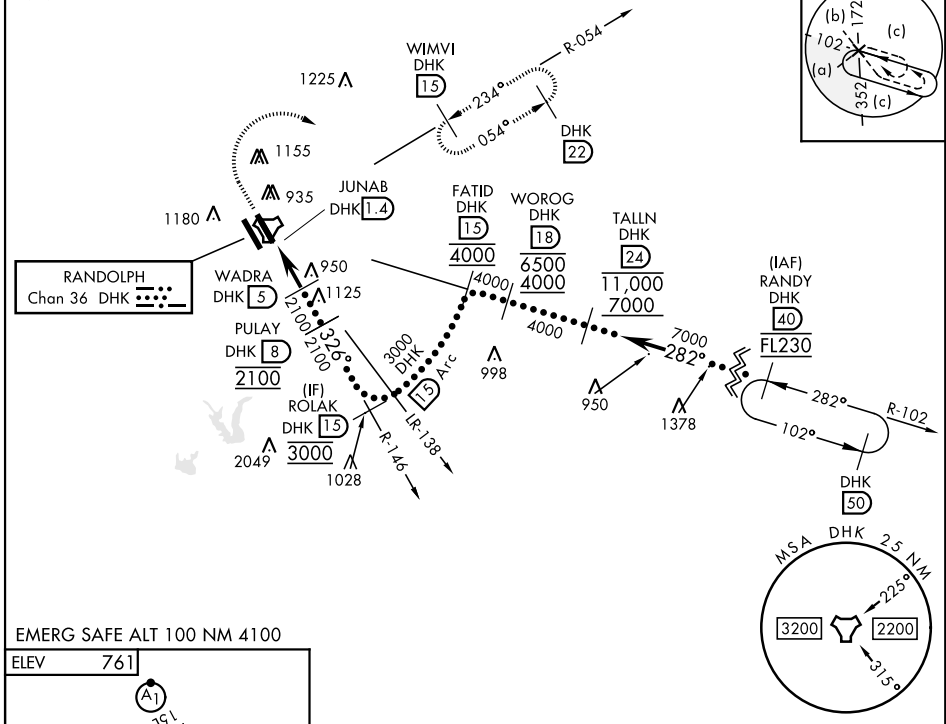 WIMVI
DHK
15
R-054
234°
054°
DHK
22
1225
1155
935
1180
JUNAB
DHK 1.4
RANDOLPH
Chan 36 DHK
WADRA
DHK 5
950
1125
PULAY
DHK 8
2100
2100
2100
326°
(IF)
ROLAK
DHK 15
3000
2049
1028
R-146
LR-138
3000
DHK
15 Arc
FATID
DHK
15
4000
4000
WOROG
DHK
18
6500
4000
4000
998
TALLN
DHK
24
11,000
7000
7000
282°
950
1378
(IAF)
RANDY
DHK
40
FL230
282°
102°
R-102
DHK
50
(b)
172
(c)
102
(a)
352
(c)
MSA DHK 25 NM
225°
3200
2200
315°
EMERG SAFE ALT 100 NM 4100
ELEV 761
A1
15L